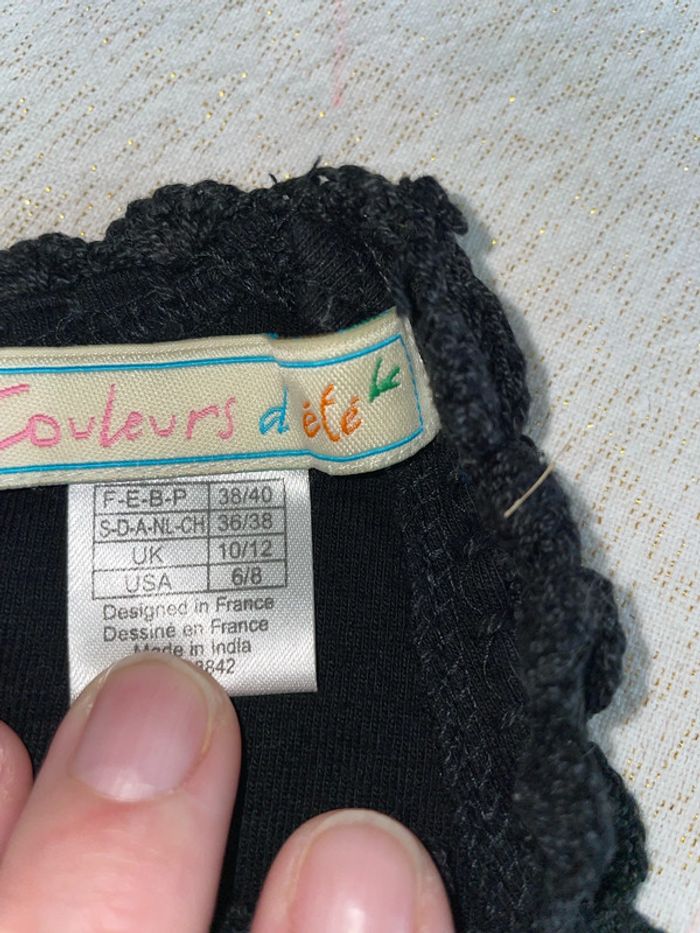 Couleurs d'été
F-E-B-P 38/40
S-D-A-NL-CH 36/38
UK 10/12
USA 6/8
Designed in France
Dessiné en France
Made in India
8842